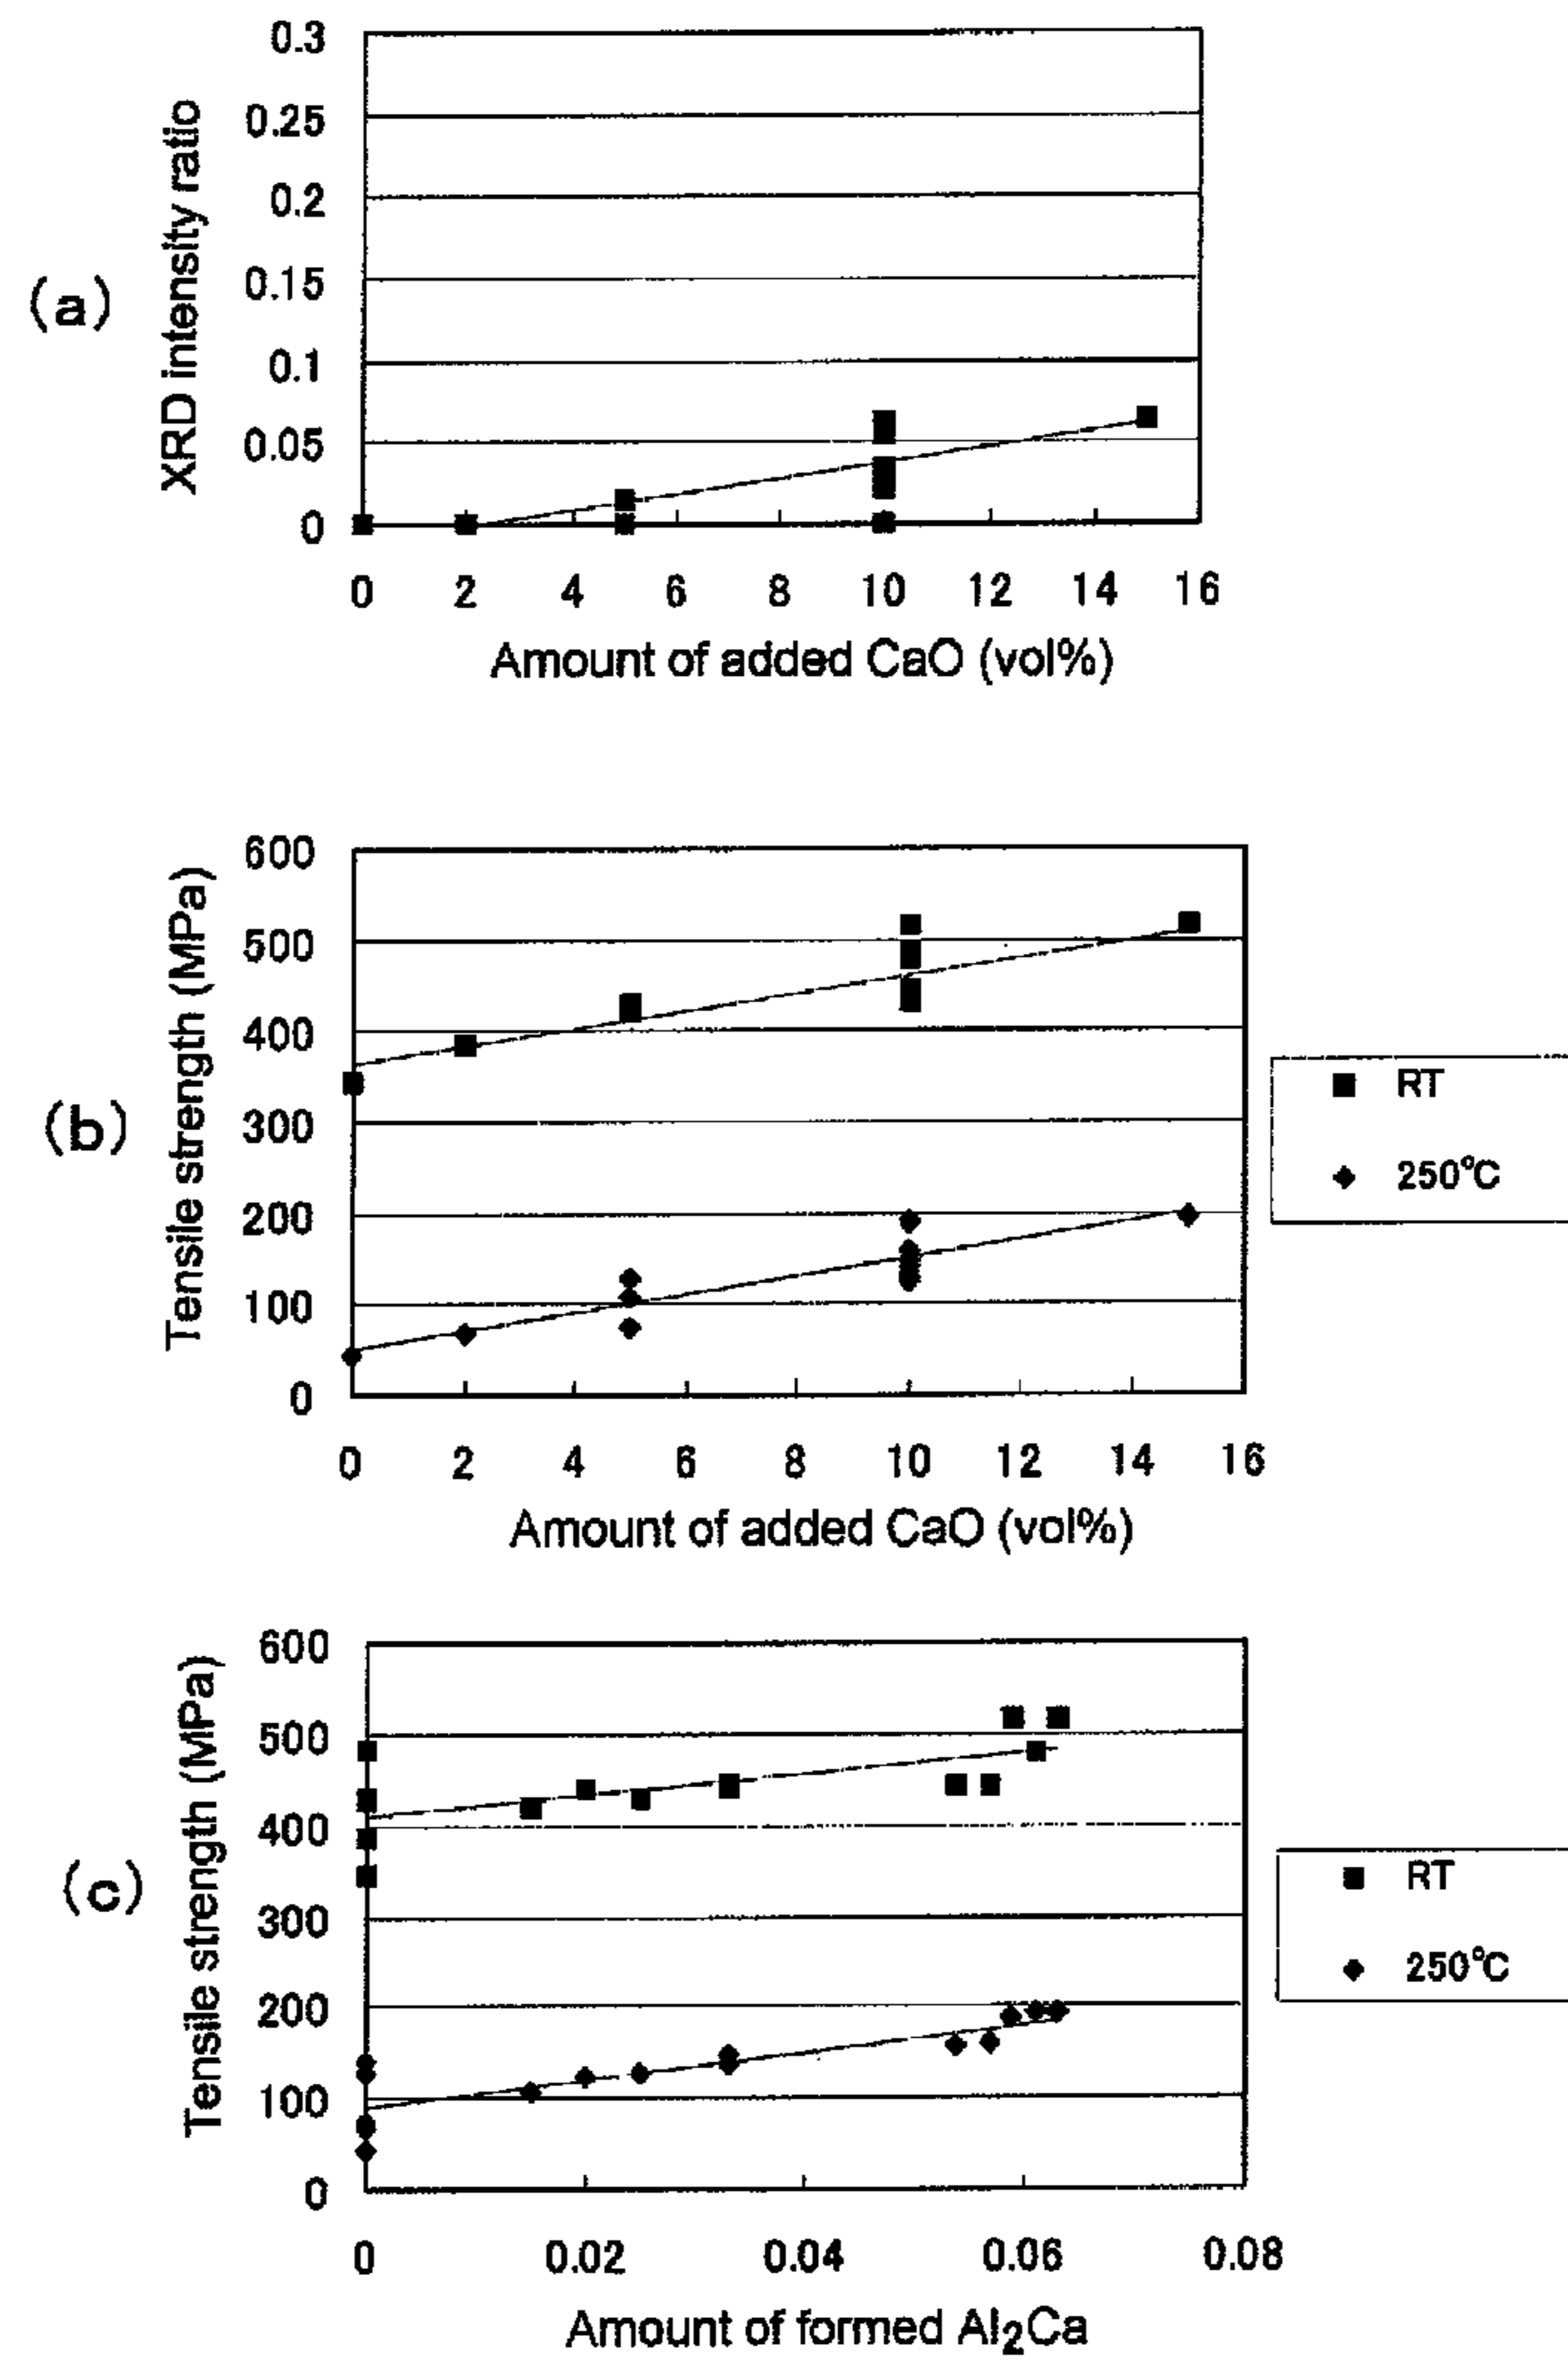 (a)
XRD intensity ratio
0.3
0.25
0.2
0.15
0.1
0.05
0
0 2 4 6 8 10 12 14 16
Amount of added CaO (vol%)
(b)
Tensile strength (MPa)
600
500
400
300
200
100
0
0 2 4 6 8 10 12 14 16
Amount of added CaO (vol%)
RT
250°C
(c)
Tensile strength (MPa)
600
500
400
300
200
100
0
0 0.02 0.04 0.06 0.08
Amount of formed Al₂Ca
RT
250°C